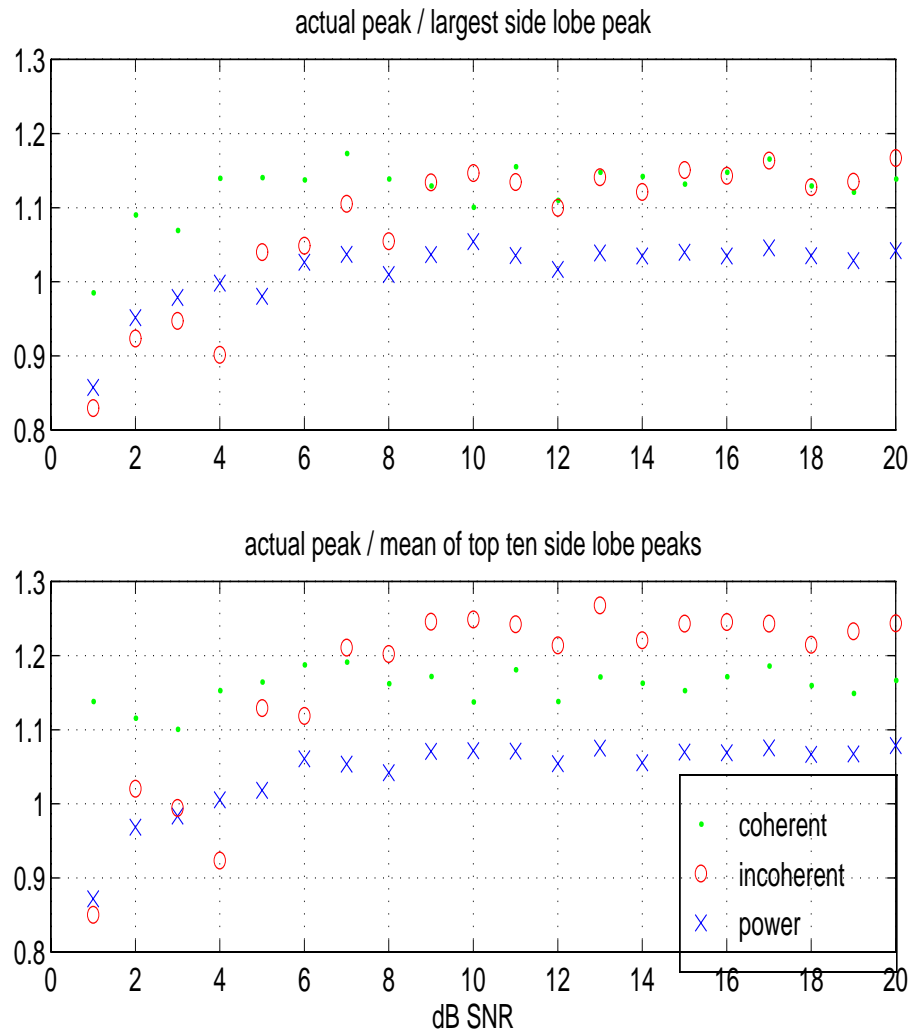 actual peak / largest side lobe peak
1.3
1.2
1.1
1
0.9
0.8
0 2 4 6 8 10 12 14 16 18 20
actual peak / mean of top ten side lobe peaks
1.3
1.2
1.1
1
0.9
0.8
coherent
incoherent
power
0 2 4 6 8 10 12 14 16 18 20
dB SNR